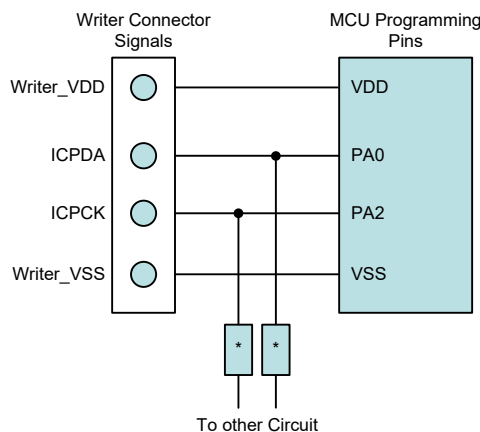 Writer Connector
Signals
MCU Programming
Pins
Writer_VDD
VDD
ICPDA
PA0
ICPCK
PA2
Writer_VSS
VSS
*
*
To other Circuit